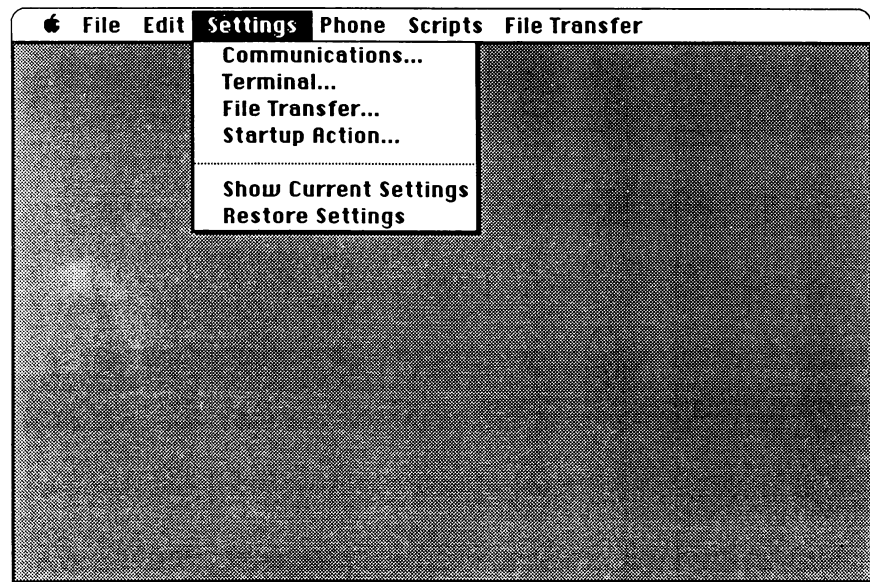 File Edit Settings Phone Scripts File Transfer
Communications...
Terminal...
File Transfer...
Startup Action...
Show Current Settings
Restore Settings